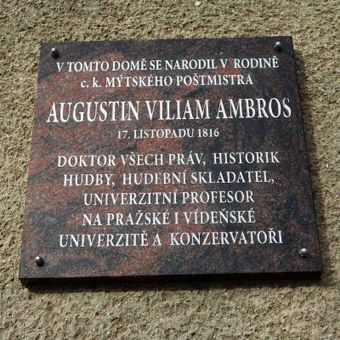 V TOMTO DOMĚ SE NARODIL V RODINĚ
c. k. MÝTSKÉHO POŠTMISTRA
AUGUSTIN VILIAM AMBROS
17. LISTOPADU 1816
DOKTOR VŠECH PRÁV, HISTORIK
HUDBY, HUDEBNÍ SKLADATEL,
UNIVERZITNÍ PROFESOR
NA PRAŽSKÉ I VÍDEŇSKÉ
UNIVERZITĚ A KONZERVATOŘI